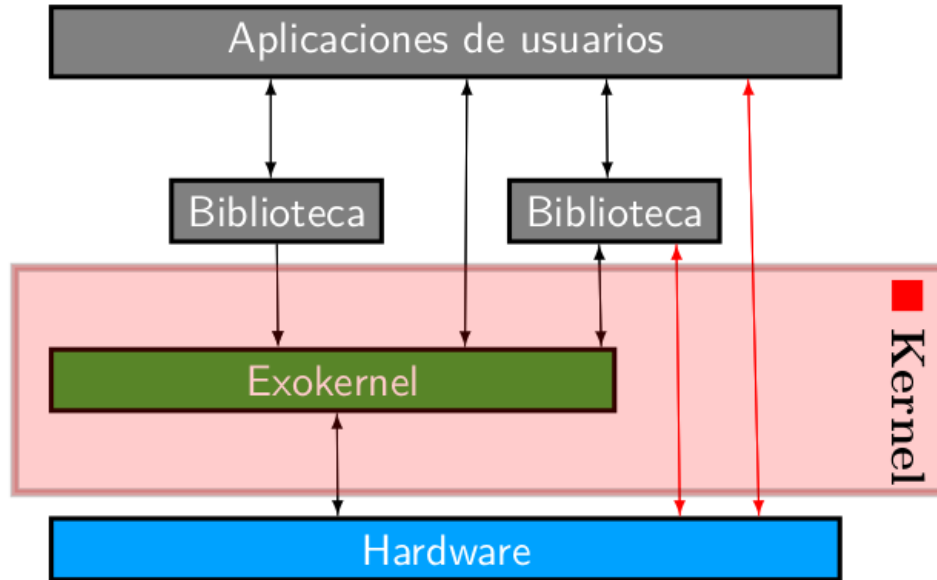 Aplicaciones de usuarios
Biblioteca
Biblioteca
Exokernel
Kernel
Hardware